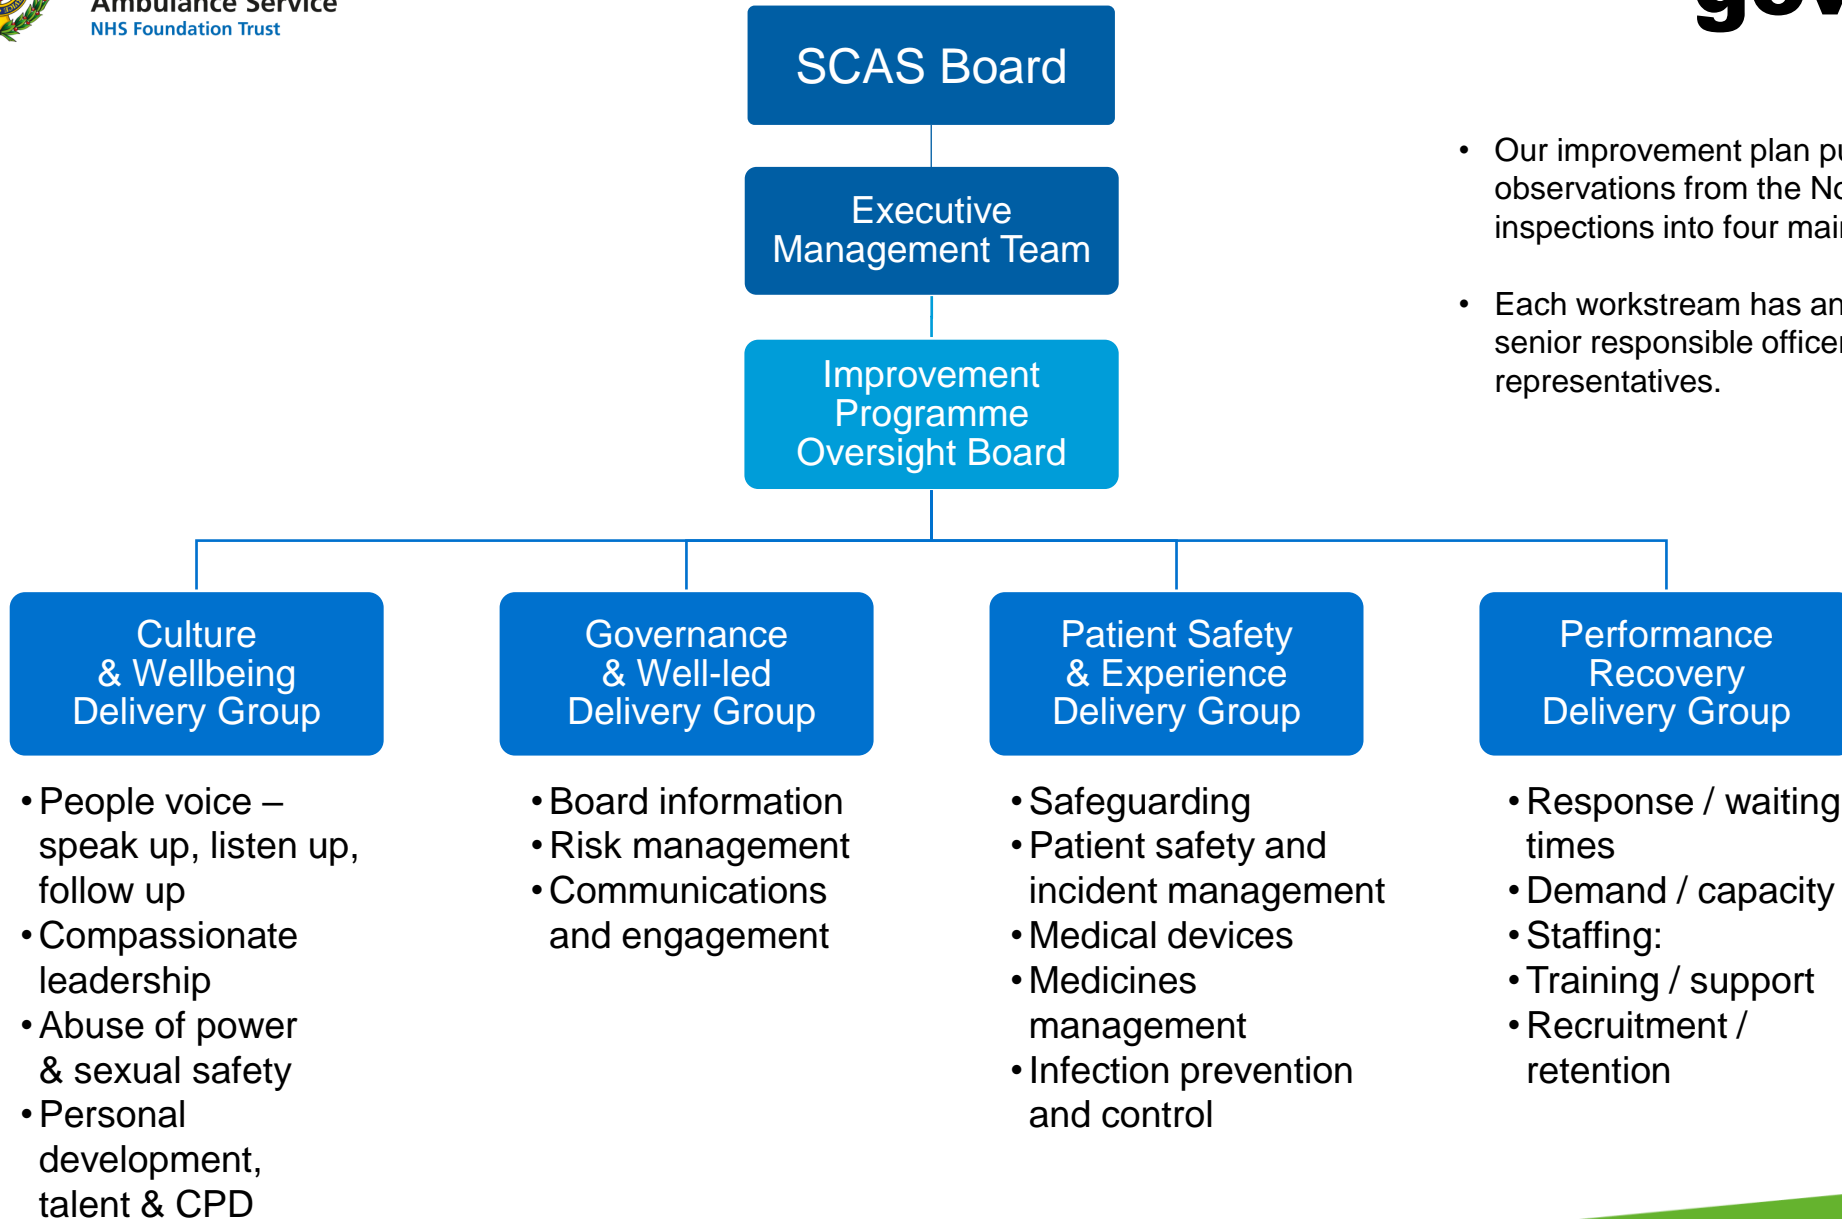 Ambulance Service
NHS Foundation Trust
SCAS Board
Executive
Management Team
Improvement
Programme
Oversight Board
• Our improvement plan
observations from the
inspections into four
• Each workstream has an
senior responsible
representatives.
Culture
& Wellbeing
Delivery Group
• People voice –
speak up, listen up,
follow up
• Compassionate
leadership
• Abuse of power
& sexual safety
• Personal
development,
talent & CPD
Governance
& Well-led
Delivery Group
• Board information
• Risk management
• Communications
and engagement
Patient Safety
& Experience
Delivery Group
• Safeguarding
• Patient safety and
incident management
• Medical devices
• Medicines
management
• Infection prevention
and control
Performance
Recovery
Delivery Group
• Response / waiting
times
• Demand / capacity
• Staffing:
• Training / support
• Recruitment /
retention